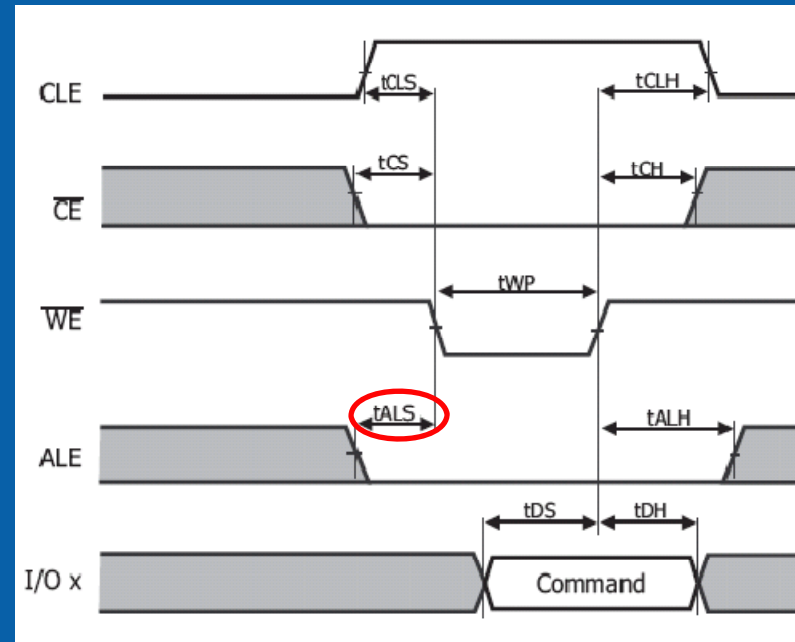 CLE
tCLS
tCLH
CE
tCS
tCH
WE
tWP
ALE
tALS
tALH
I/O x
tDS
tDH
Command